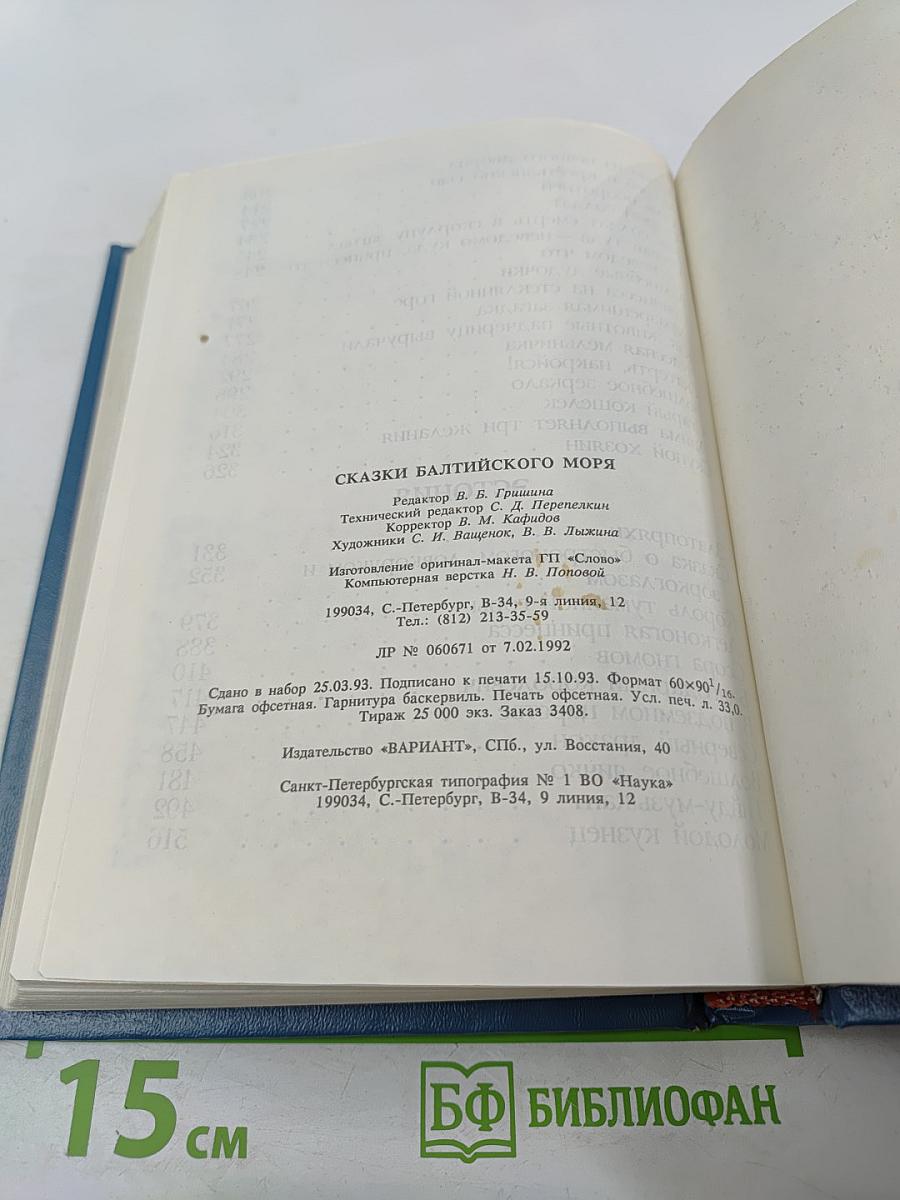 СКАЗКИ БАЛТИЙСКОГО МОРЯ
Редактор В. Б. Гришина
Технический редактор С. Д. Перепелкин
Корректор В. М. Кафидов
Художники С. И. Ващенок, В. В. Лыжина
Изготовление оригинал-макета ГП «Слово»
Компьютерная верстка Н. В. Поповой
199034, С.-Петербург, В-34, 9-я линия, 12
Тел.: (812) 213-35-59
ЛР № 060671 от 7.02.1992
Сдано в набор 25.03.93. Подписано к печати 15.10.93. Формат 60×90¹/₁₆.
Бумага офсетная. Гарнитура баскервиль. Печать офсетная. Усл. печ. л. 33,0.
Тираж 25 000 экз. Заказ 3408.
Издательство «ВАРИАНТ», СПб., ул. Восстания, 40
Санкт-Петербургская типография № 1 ВО «Наука»
199034, С.-Петербург, В-34, 9 линия, 12
15 см
БФ БИБЛИОФАН